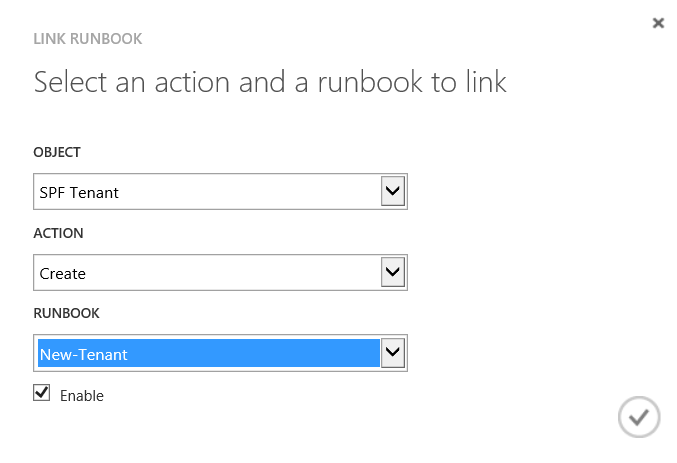 LINK RUNBOOK
Select an action and a runbook to link
OBJECT
SPF Tenant
ACTION
Create
RUNBOOK
New-Tenant
Enable